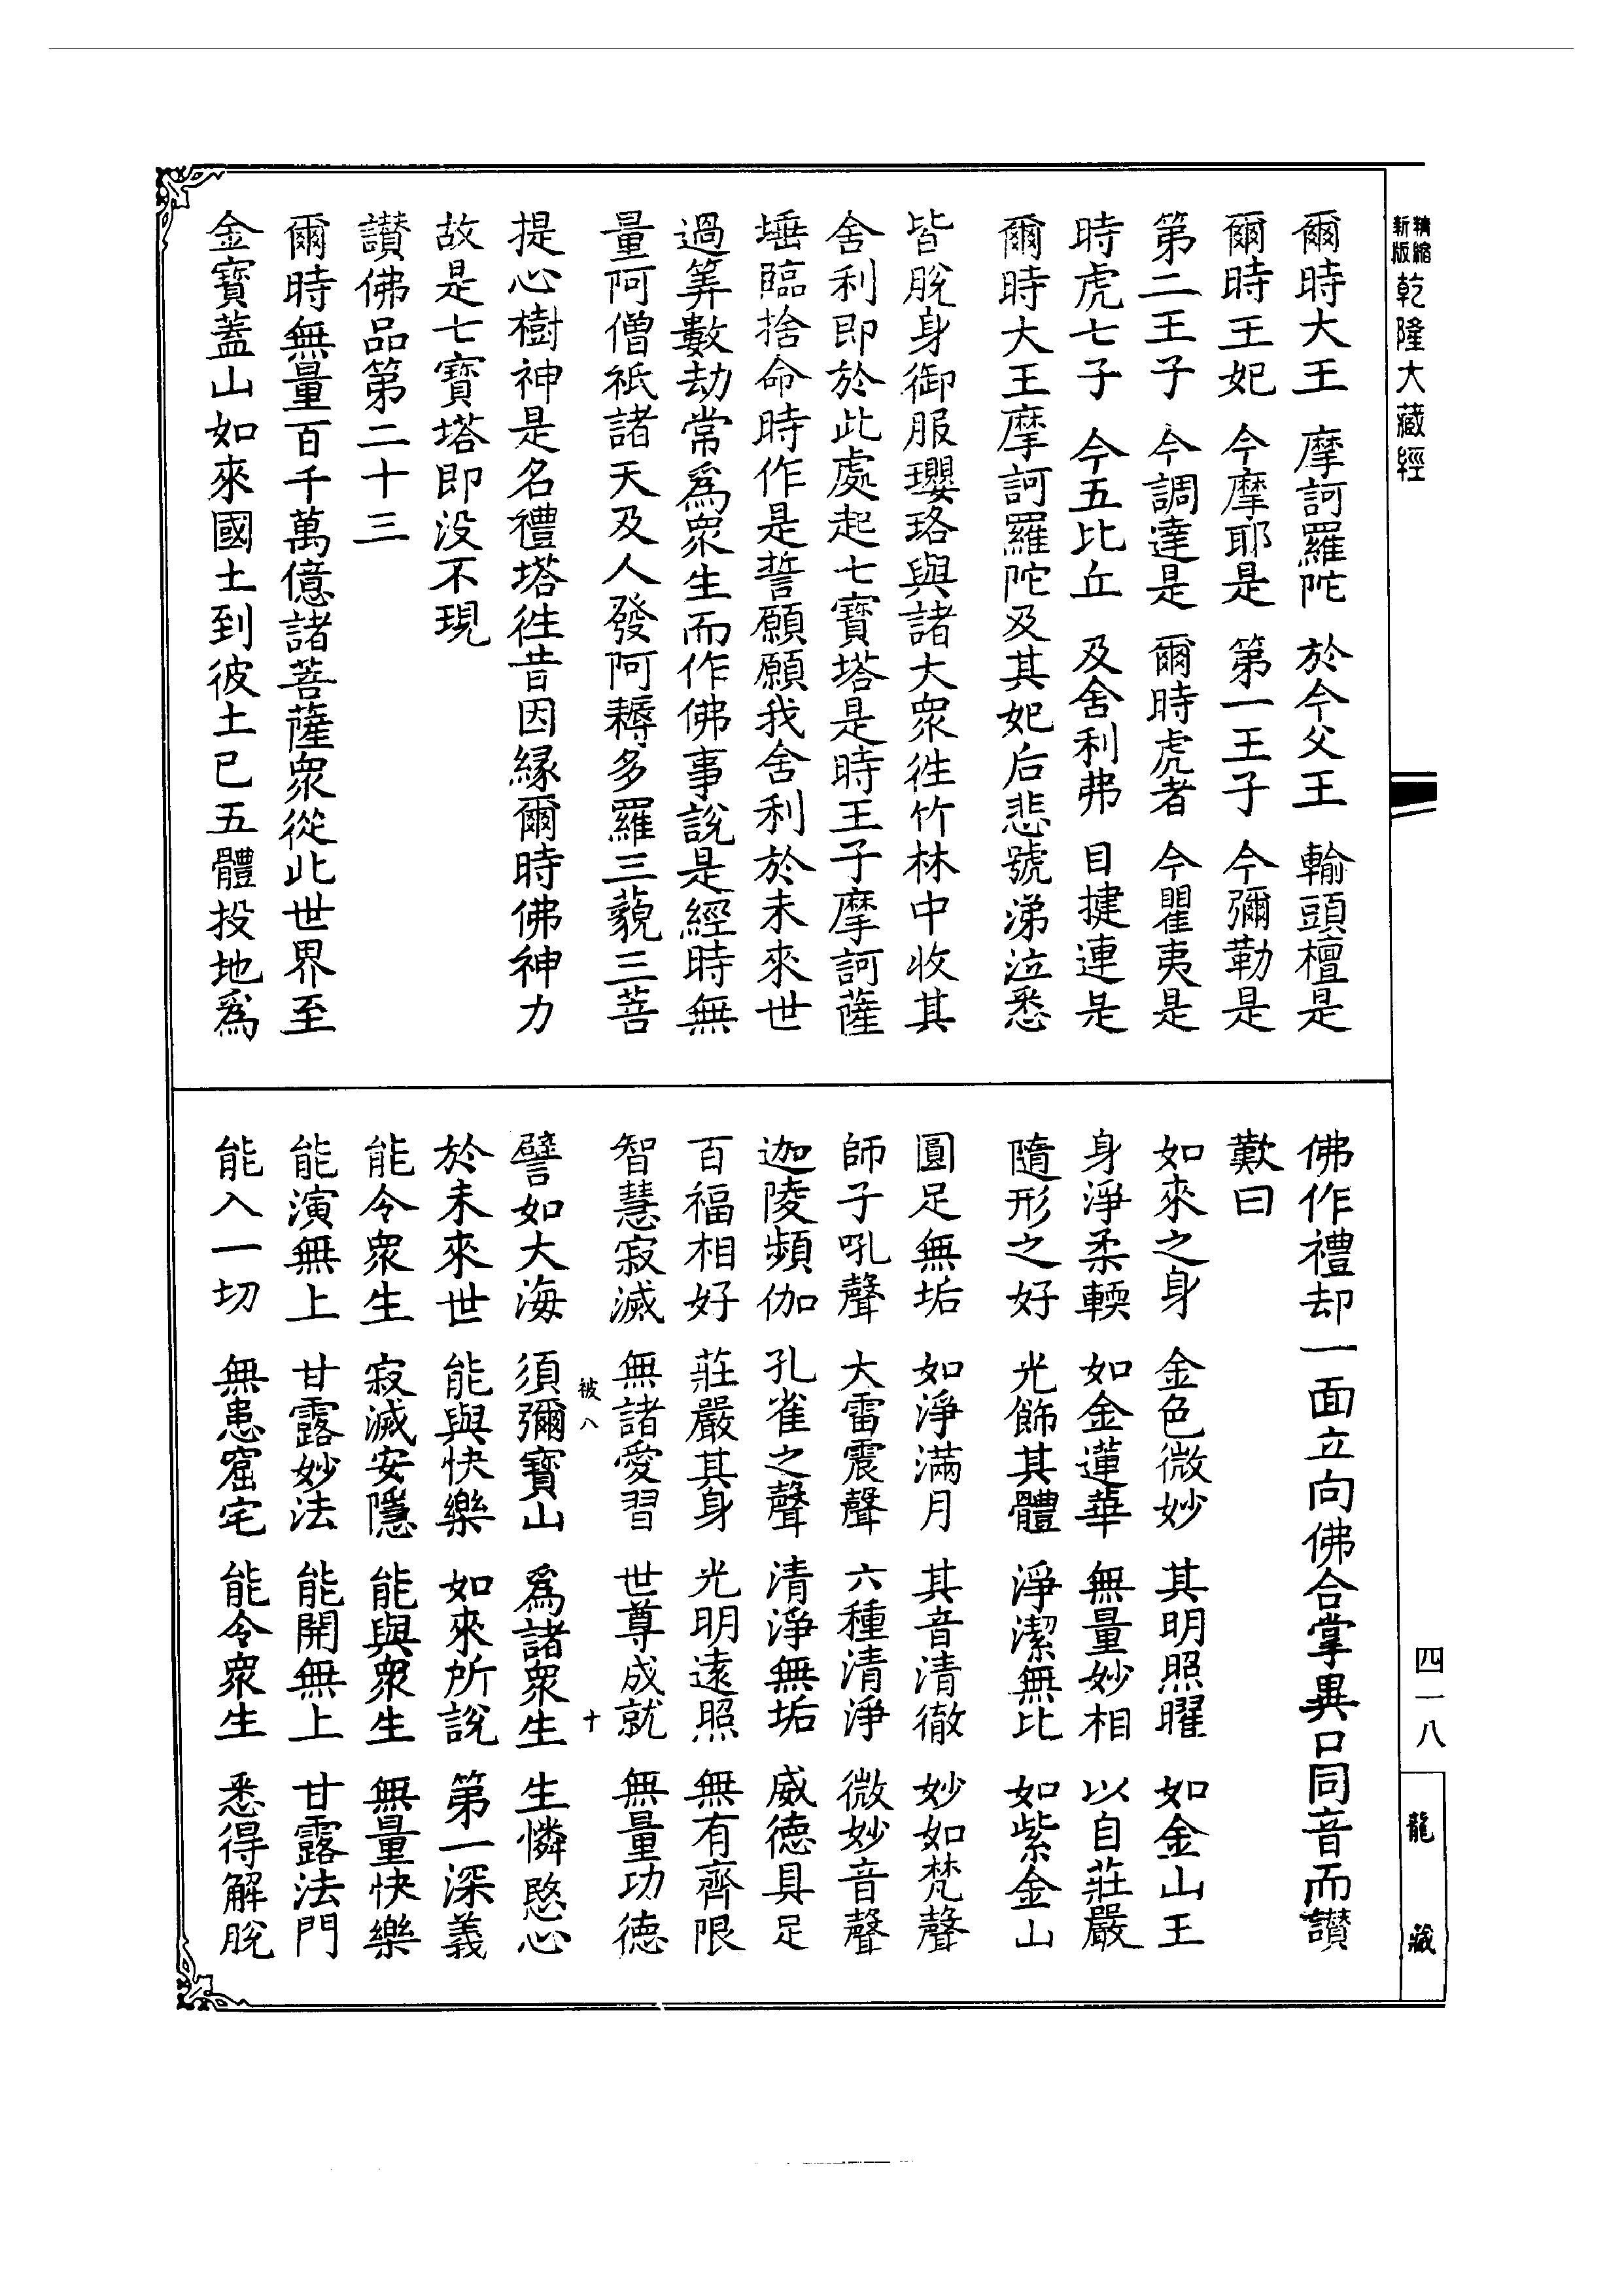 新版精縮乾隆大藏經
爾時大王 摩訶羅陀 於今父王 輸頭檀是
爾時王妃 今摩耶是 第一王子 今彌勒是
第二王子 今調達是 爾時虎者 今瞿夷是
時虎七子 今五比丘 及舍利弗 目揵連是
爾時大王摩訶羅陀及其妃后悲號涕泣悉
皆脫身御服瓔珞與諸大衆徃竹林中收其
舍利即於此處起七寶塔是時王子摩訶薩
埵臨捨命時作是誓願願我舍利於未來世
過筭數劫常爲衆生而作佛事說是經時無
量阿僧祇諸天及人發阿耨多羅三藐三菩
提心樹神是名禮塔徃昔因緣爾時佛神力
故是七寶塔即没不現
讃佛品第二十三
爾時無量百千萬億諸菩薩衆從此世界至
金寶蓋山如來國土到彼土已五體投地爲
佛作禮却一面立向佛合掌異口同音而讃
歎曰
如來之身 金色微妙 其明照曜 如金山王
身淨柔輭 如金蓮華 無量妙相 以自莊嚴
隨形之好 光飾其體 淨潔無比 如紫金山
圓足無垢 如淨滿月 其音清徹 妙如梵聲
師子吼聲 大雷震聲 六種清淨 微妙音聲
迦陵頻伽 孔雀之聲 清淨無垢 威德具足
百福相好 莊嚴其身 光明遠照 無有齊限
智慧寂滅 無諸愛習 世尊成就 無量功德
被八 十
譬如大海 須彌寶山 爲諸衆生 生憐愍心
於未來世 能與快樂 如來所說 第一深義
能令衆生 寂滅安隱 能與衆生 無量快樂
能演無上 甘露妙法 能開無上 甘露法門
能入一切 無患窟宅 能令衆生 悉得解脫
四一八
龍藏